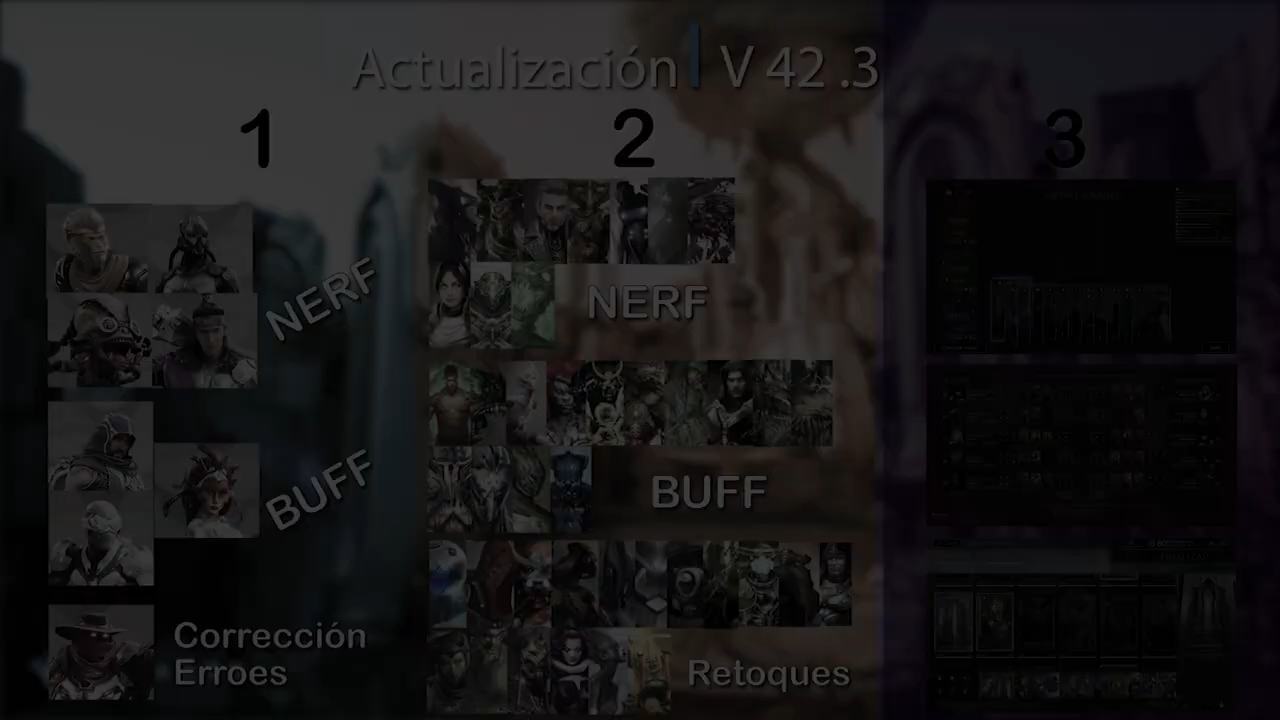 Actualización V 42 .3
1
2
3
NERF
NERF
BUFF
BUFF
Corrección
Erroes
Retoques